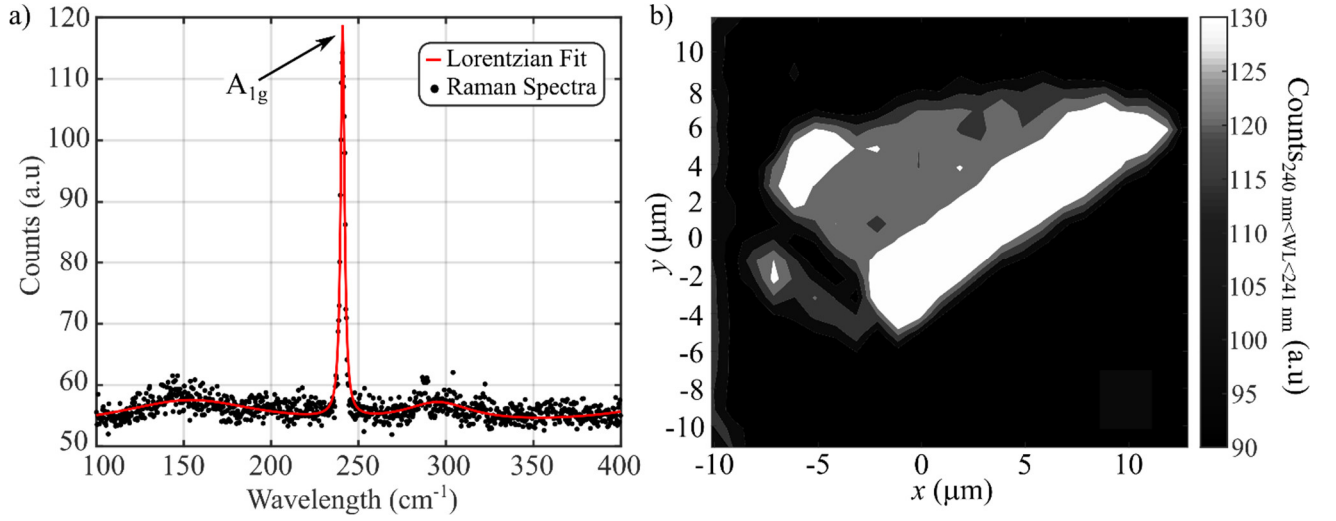 a)
120
110
100
90
80
70
60
50
Counts (a.u)
A1g
Lorentzian Fit
Raman Spectra
100 150 200 250 300 350 400
Wavelength (cm-1)
b)
10
8
6
4
2
0
-2
-4
-6
-8
-10
y (µm)
-10 -5 0 5 10
x (µm)
130
125
120
115
110
105
100
95
90
Counts240 nm<WL<241 nm (a.u)